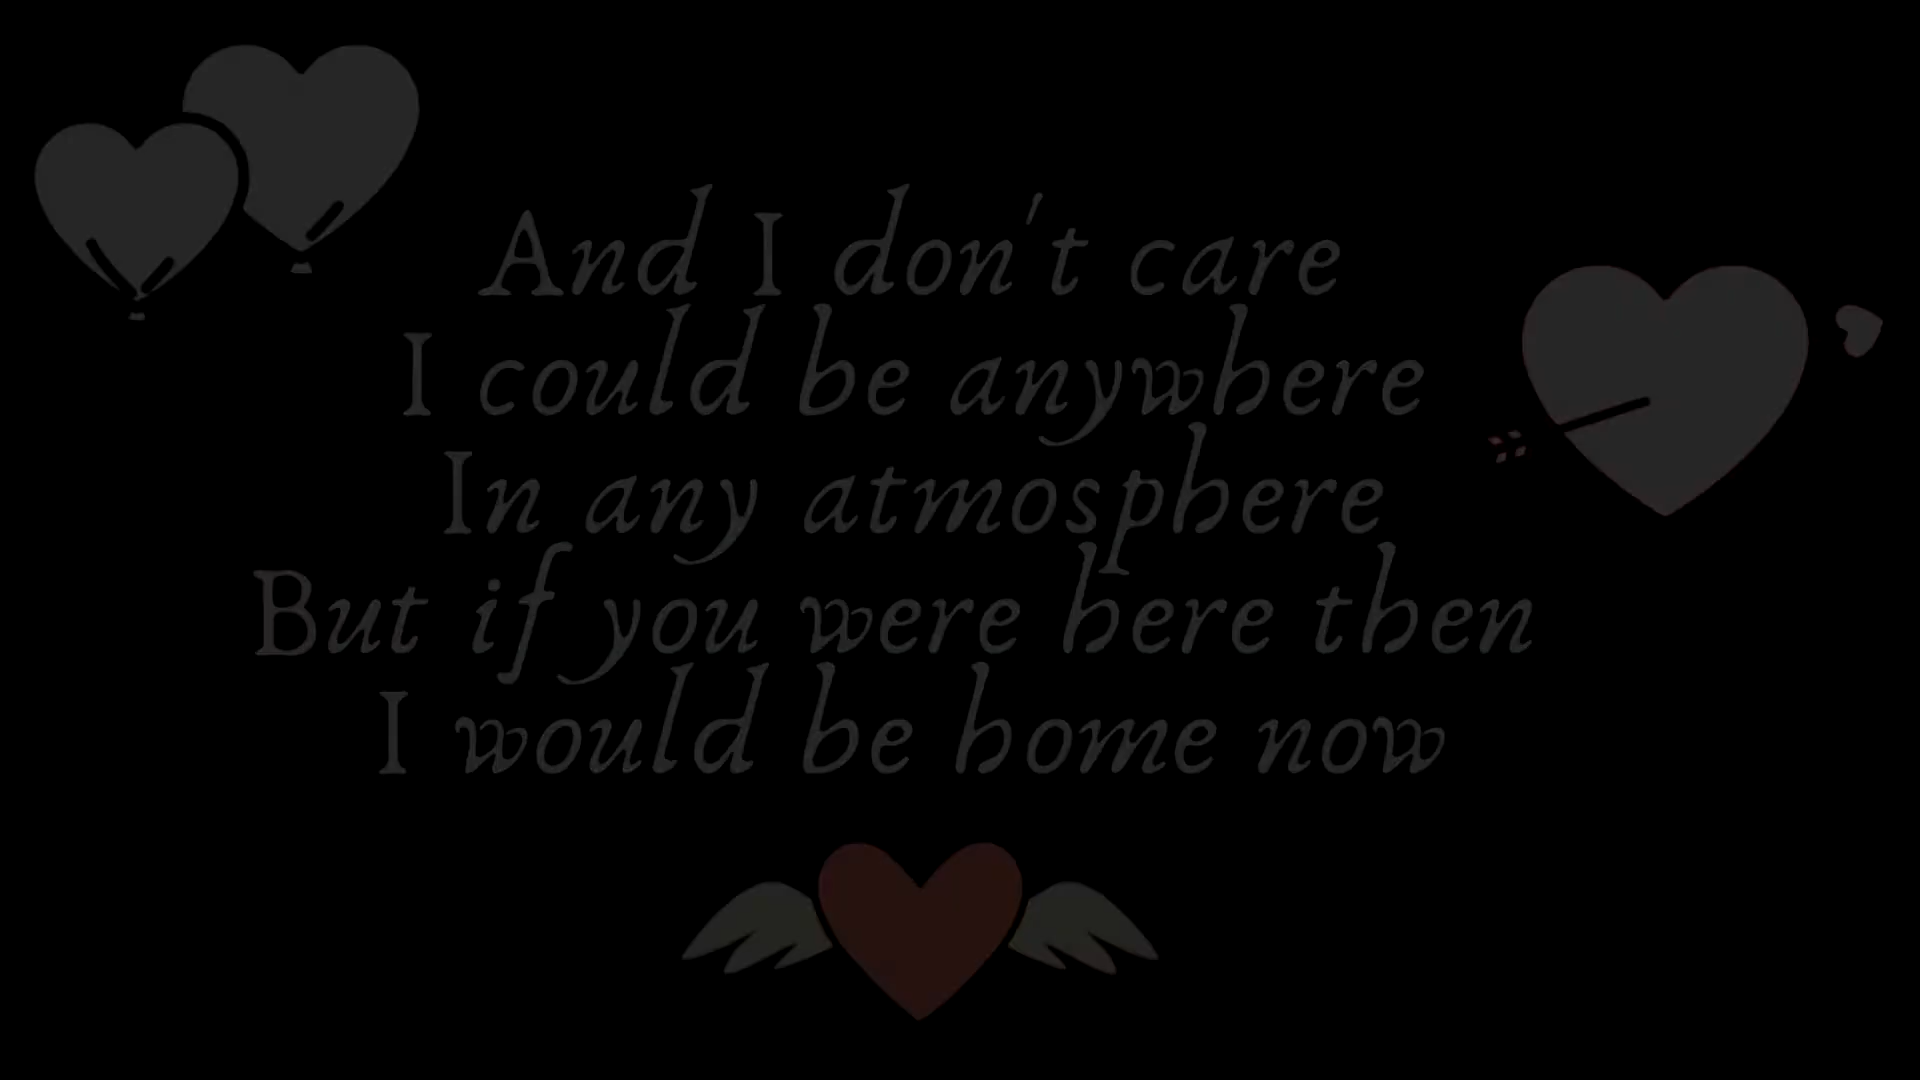 And I don't care
I could be anywhere
In any atmosphere
But if you were here then
I would be home now